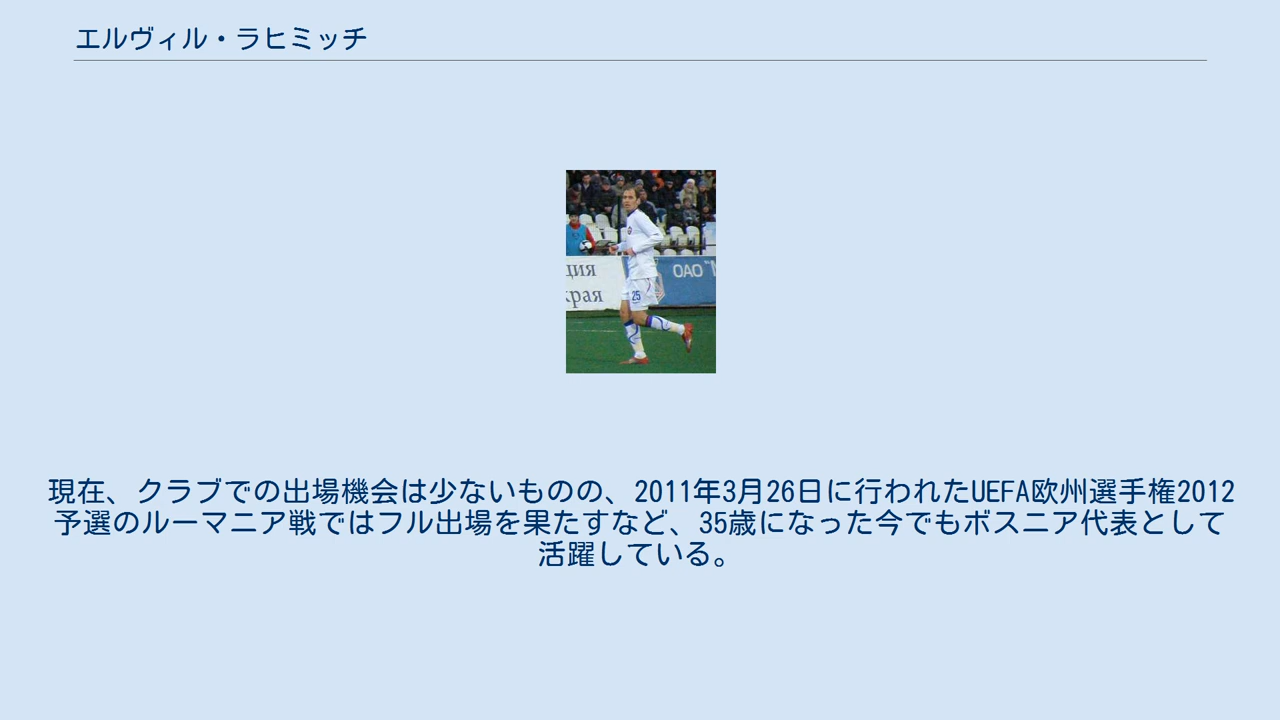 エルヴィル・ラヒミッチ
ция
края
ОАО "М
25
現在、クラブでの出場機会は少ないものの、2011年3月26日に行われたUEFA欧州選手権2012
予選のルーマニア戦ではフル出場を果たすなど、35歳になった今でもボスニア代表として
活躍している。